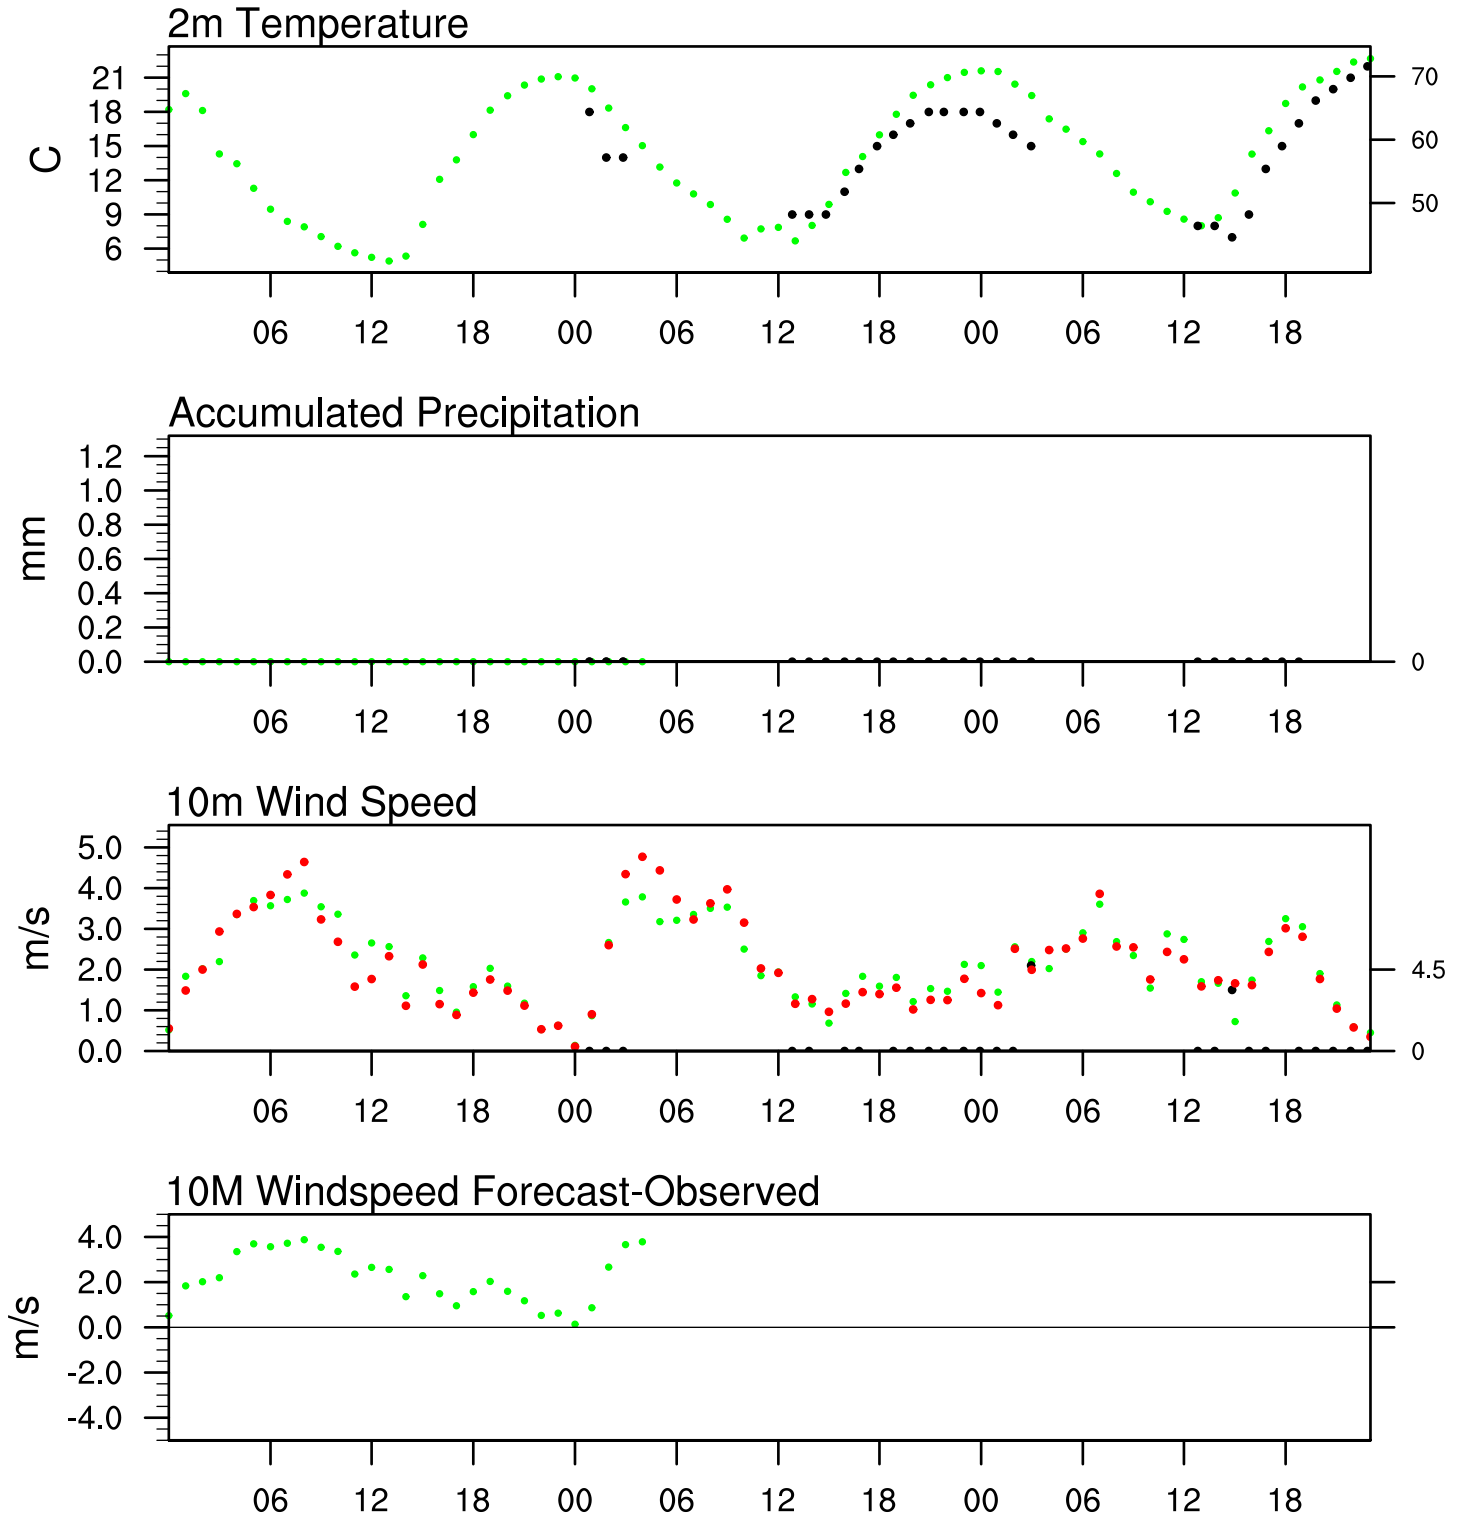 2m Temperature
21
18
15
12
9
6
C
70
60
50
06 12 18 00 06 12 18 00 06 12 18
Accumulated Precipitation
1.2
1.0
0.8
0.6
0.4
0.2
0.0
mm
0
06 12 18 00 06 12 18 00 06 12 18
10m Wind Speed
5.0
4.0
3.0
2.0
1.0
0.0
m/s
4.5
0
06 12 18 00 06 12 18 00 06 12 18
10M Windspeed Forecast-Observed
4.0
2.0
0.0
-2.0
-4.0
m/s
06 12 18 00 06 12 18 00 06 12 18